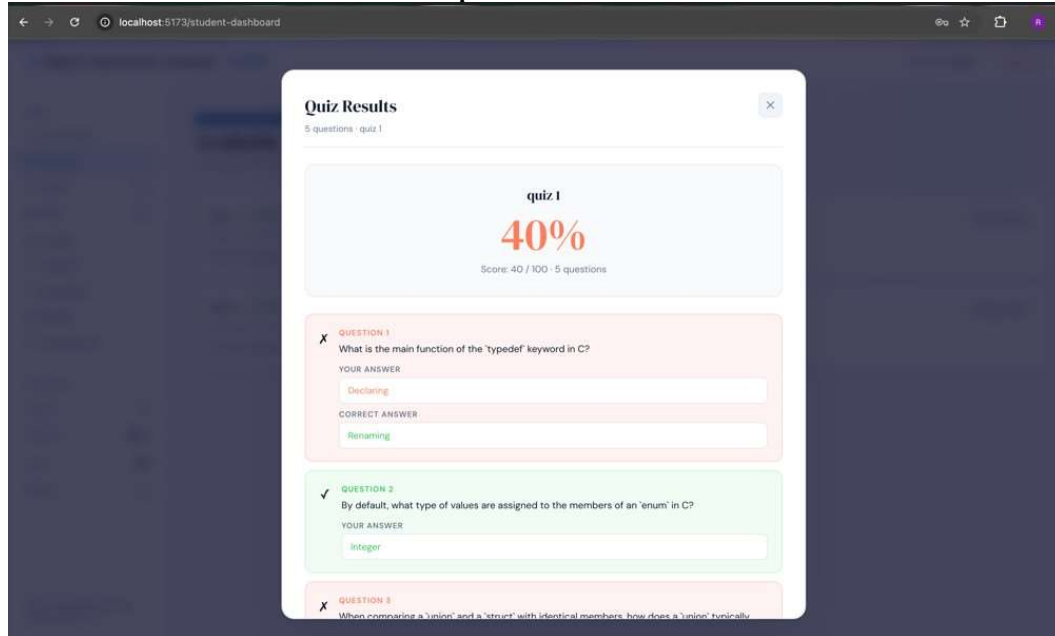 localhost:5173/student-dashboard
R
Quiz Results
5 questions · quiz 1
quiz 1
40%
Score: 40 / 100 · 5 questions
QUESTION 1
What is the main function of the `typedef` keyword in C?
YOUR ANSWER
Declaring
CORRECT ANSWER
Renaming
QUESTION 2
By default, what type of values are assigned to the members of an `enum` in C?
YOUR ANSWER
Integer
QUESTION 3
When comparing a `union` and a `struct` with identical members, how does a `union` typically